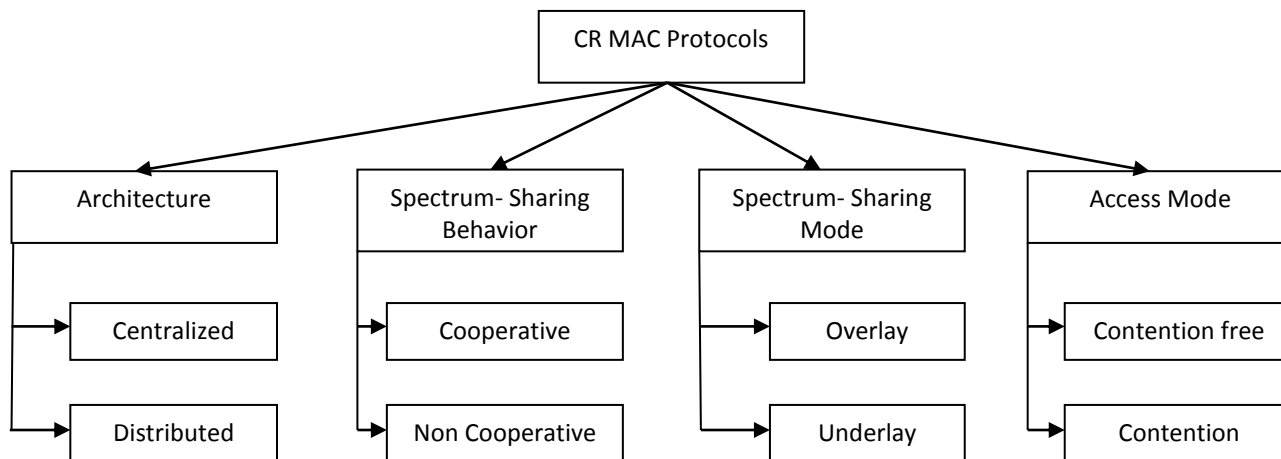 CR MAC Protocols
Architecture
Spectrum- Sharing
Behavior
Spectrum- Sharing
Mode
Access Mode
Centralized
Cooperative
Overlay
Contention free
Distributed
Non Cooperative
Underlay
Contention